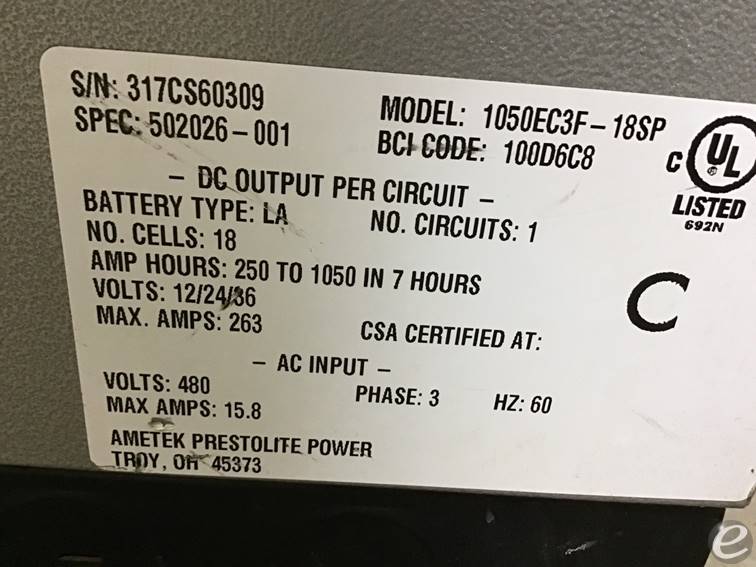 S/N: 317CS60309
MODEL: 1050EC3F-18SP
SPEC: 502026-001
BCI CODE: 100D6C8
C UL
LISTED
692N
- DC OUTPUT PER CIRCUIT -
BATTERY TYPE: LA
NO. CIRCUITS: 1
NO. CELLS: 18
AMP HOURS: 250 TO 1050 IN 7 HOURS
VOLTS: 12/24/36
C
MAX. AMPS: 263
CSA CERTIFIED AT:
- AC INPUT -
VOLTS: 480
PHASE: 3
HZ: 60
MAX AMPS: 15.8
AMETEK PRESTOLITE POWER
TROY, OH 45373
e